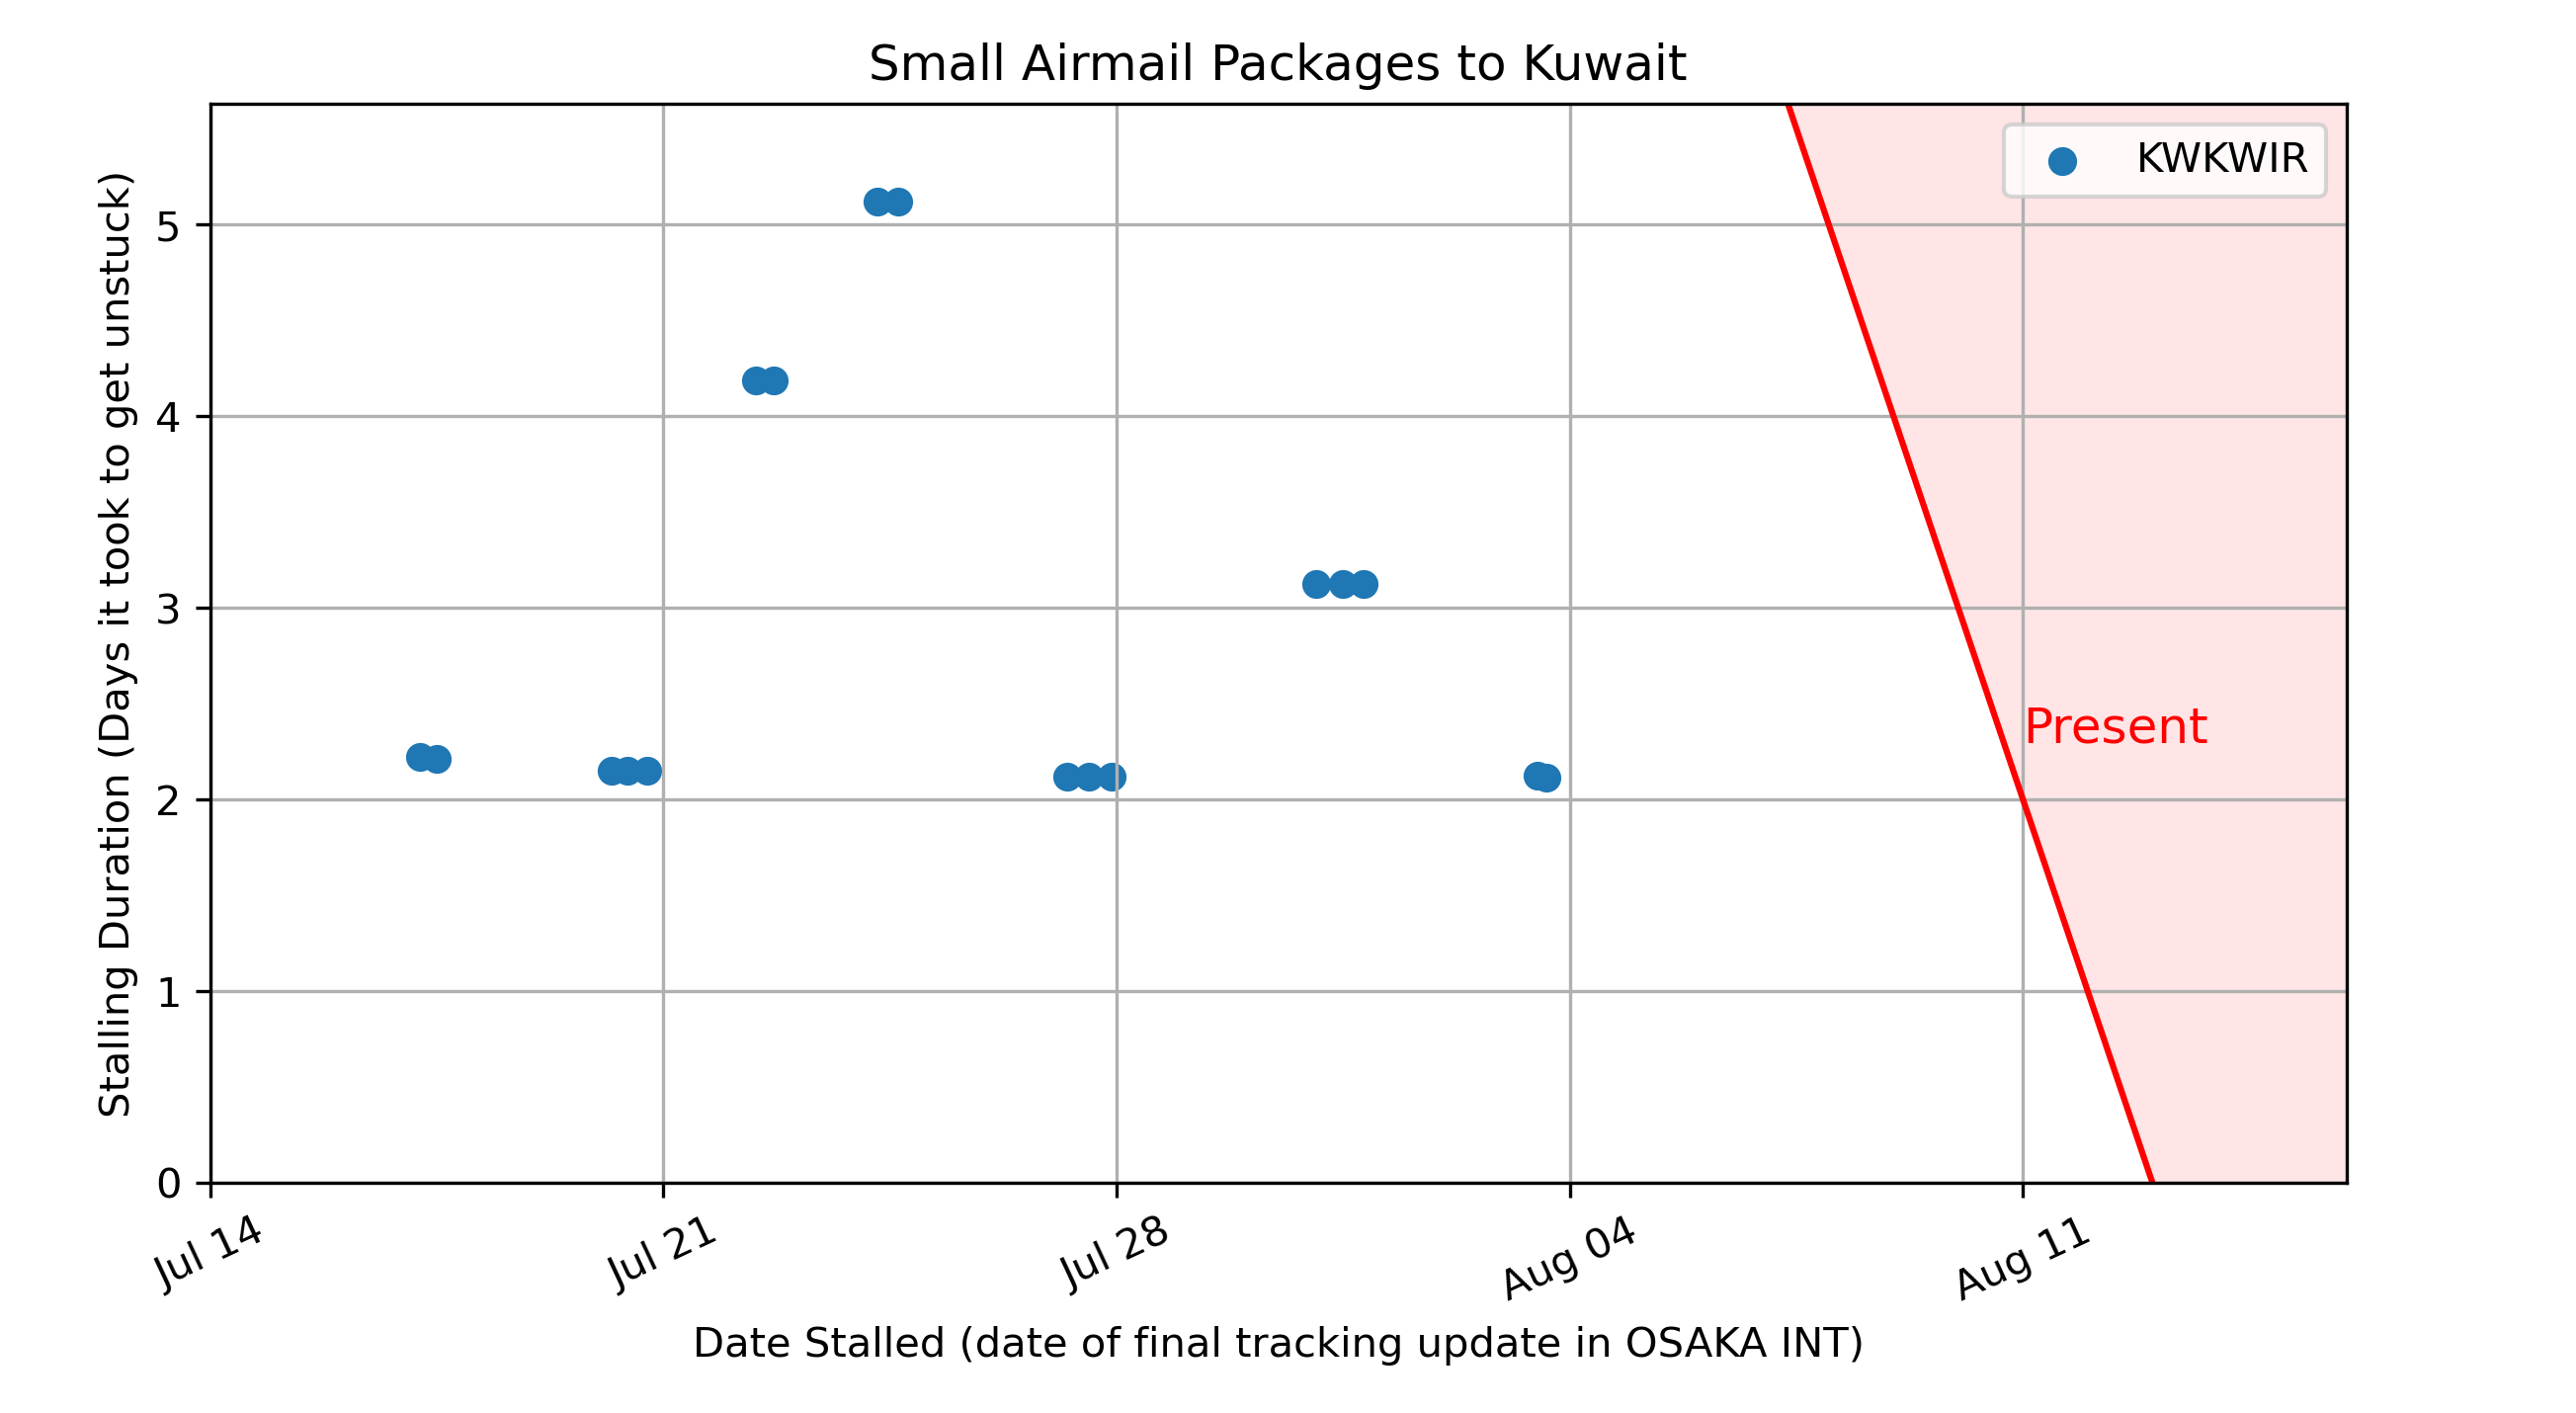 Small Airmail Packages to Kuwait
KWKWIR
Stalling Duration (Days it took to get unstuck)
5
4
3
2
1
0
Present
Jul 14
Jul 21
Jul 28
Aug 04
Aug 11
Date Stalled (date of final tracking update in OSAKA INT)